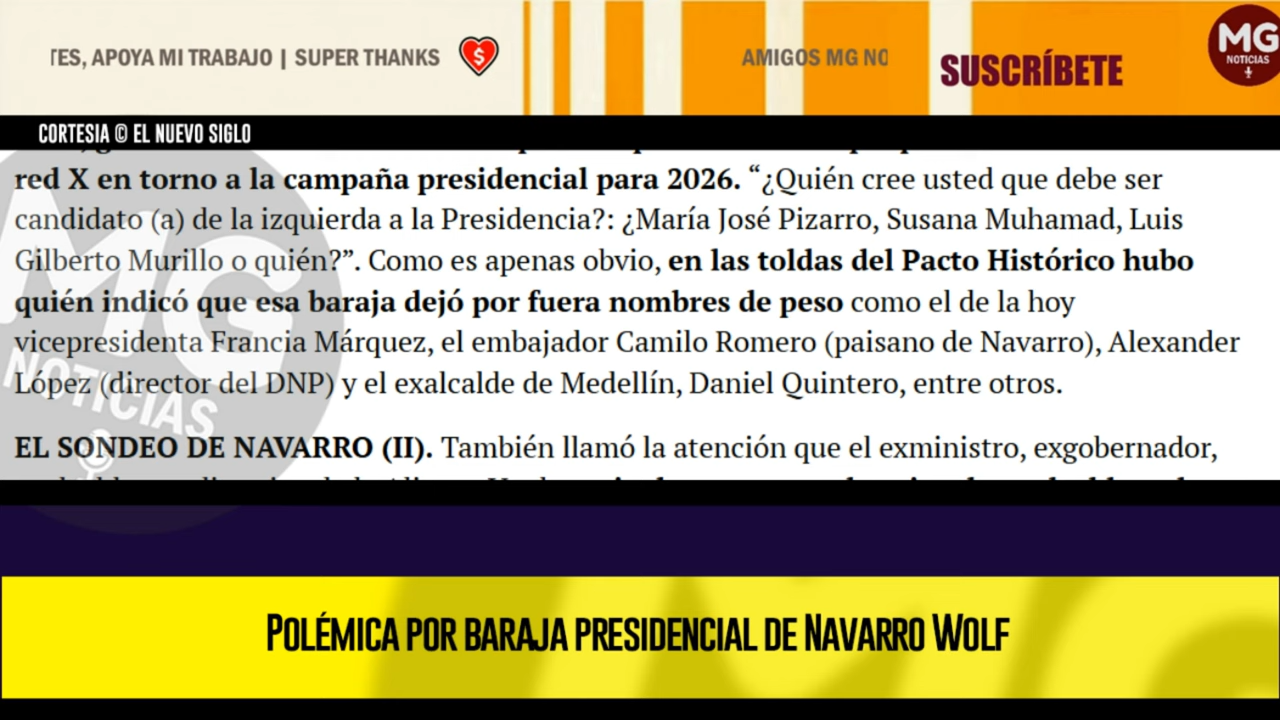 TES, APOYA MI TRABAJO | SUPER THANKS
AMIGOS MG NO
SUSCRÍBETE
MG
NOTICIAS
CORTESIA © EL NUEVO SIGLO
red X en torno a la campaña presidencial para 2026. “¿Quién cree usted que debe ser
candidato (a) de la izquierda a la Presidencia?: ¿María José Pizarro, Susana Muhamad, Luis
Gilberto Murillo o quién?”. Como es apenas obvio, en las toldas del Pacto Histórico hubo
quién indicó que esa baraja dejó por fuera nombres de peso como el de la hoy
vicepresidenta Francia Márquez, el embajador Camilo Romero (paisano de Navarro), Alexander
López (director del DNP) y el exalcalde de Medellín, Daniel Quintero, entre otros.
EL SONDEO DE NAVARRO (II). También llamó la atención que el exministro, exgobernador,
MG
NOTICIAS
POLÉMICA POR BARAJA PRESIDENCIAL DE NAVARRO WOLF